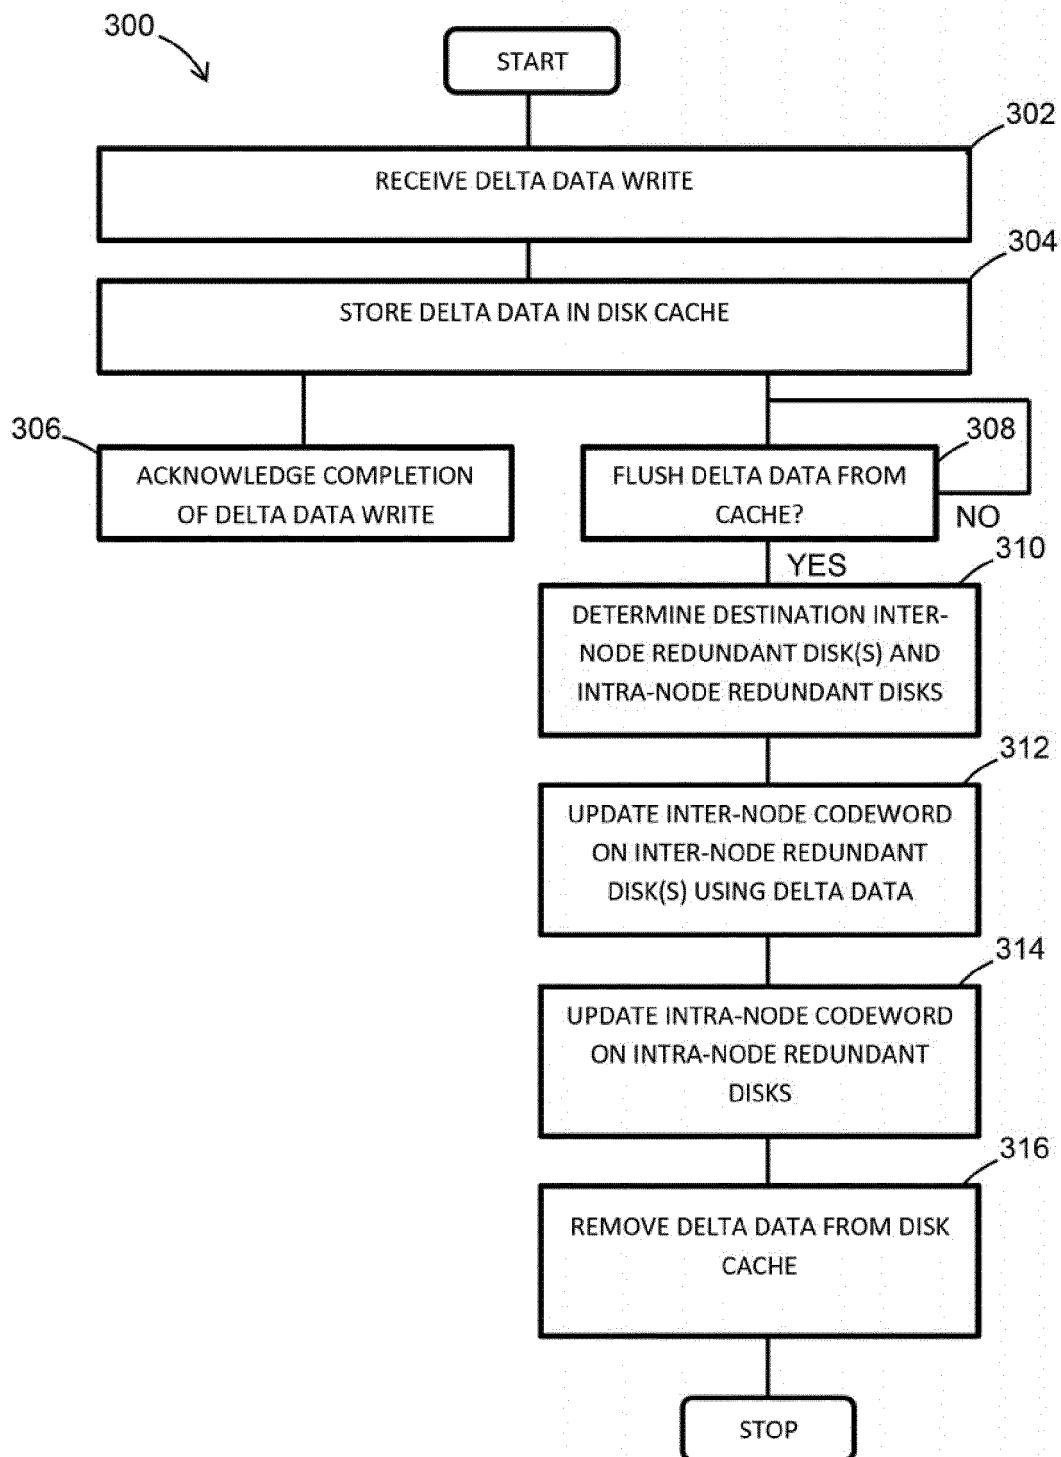 300
START
302
RECEIVE DELTA DATA WRITE
304
STORE DELTA DATA IN DISK CACHE
306
ACKNOWLEDGE COMPLETION
OF DELTA DATA WRITE
308
FLUSH DELTA DATA FROM
CACHE?
NO
YES
310
DETERMINE DESTINATION INTER-
NODE REDUNDANT DISK(S) AND
INTRA-NODE REDUNDANT DISKS
312
UPDATE INTER-NODE CODEWORD
ON INTER-NODE REDUNDANT
DISK(S) USING DELTA DATA
314
UPDATE INTRA-NODE CODEWORD
ON INTRA-NODE REDUNDANT
DISKS
316
REMOVE DELTA DATA FROM DISK
CACHE
STOP